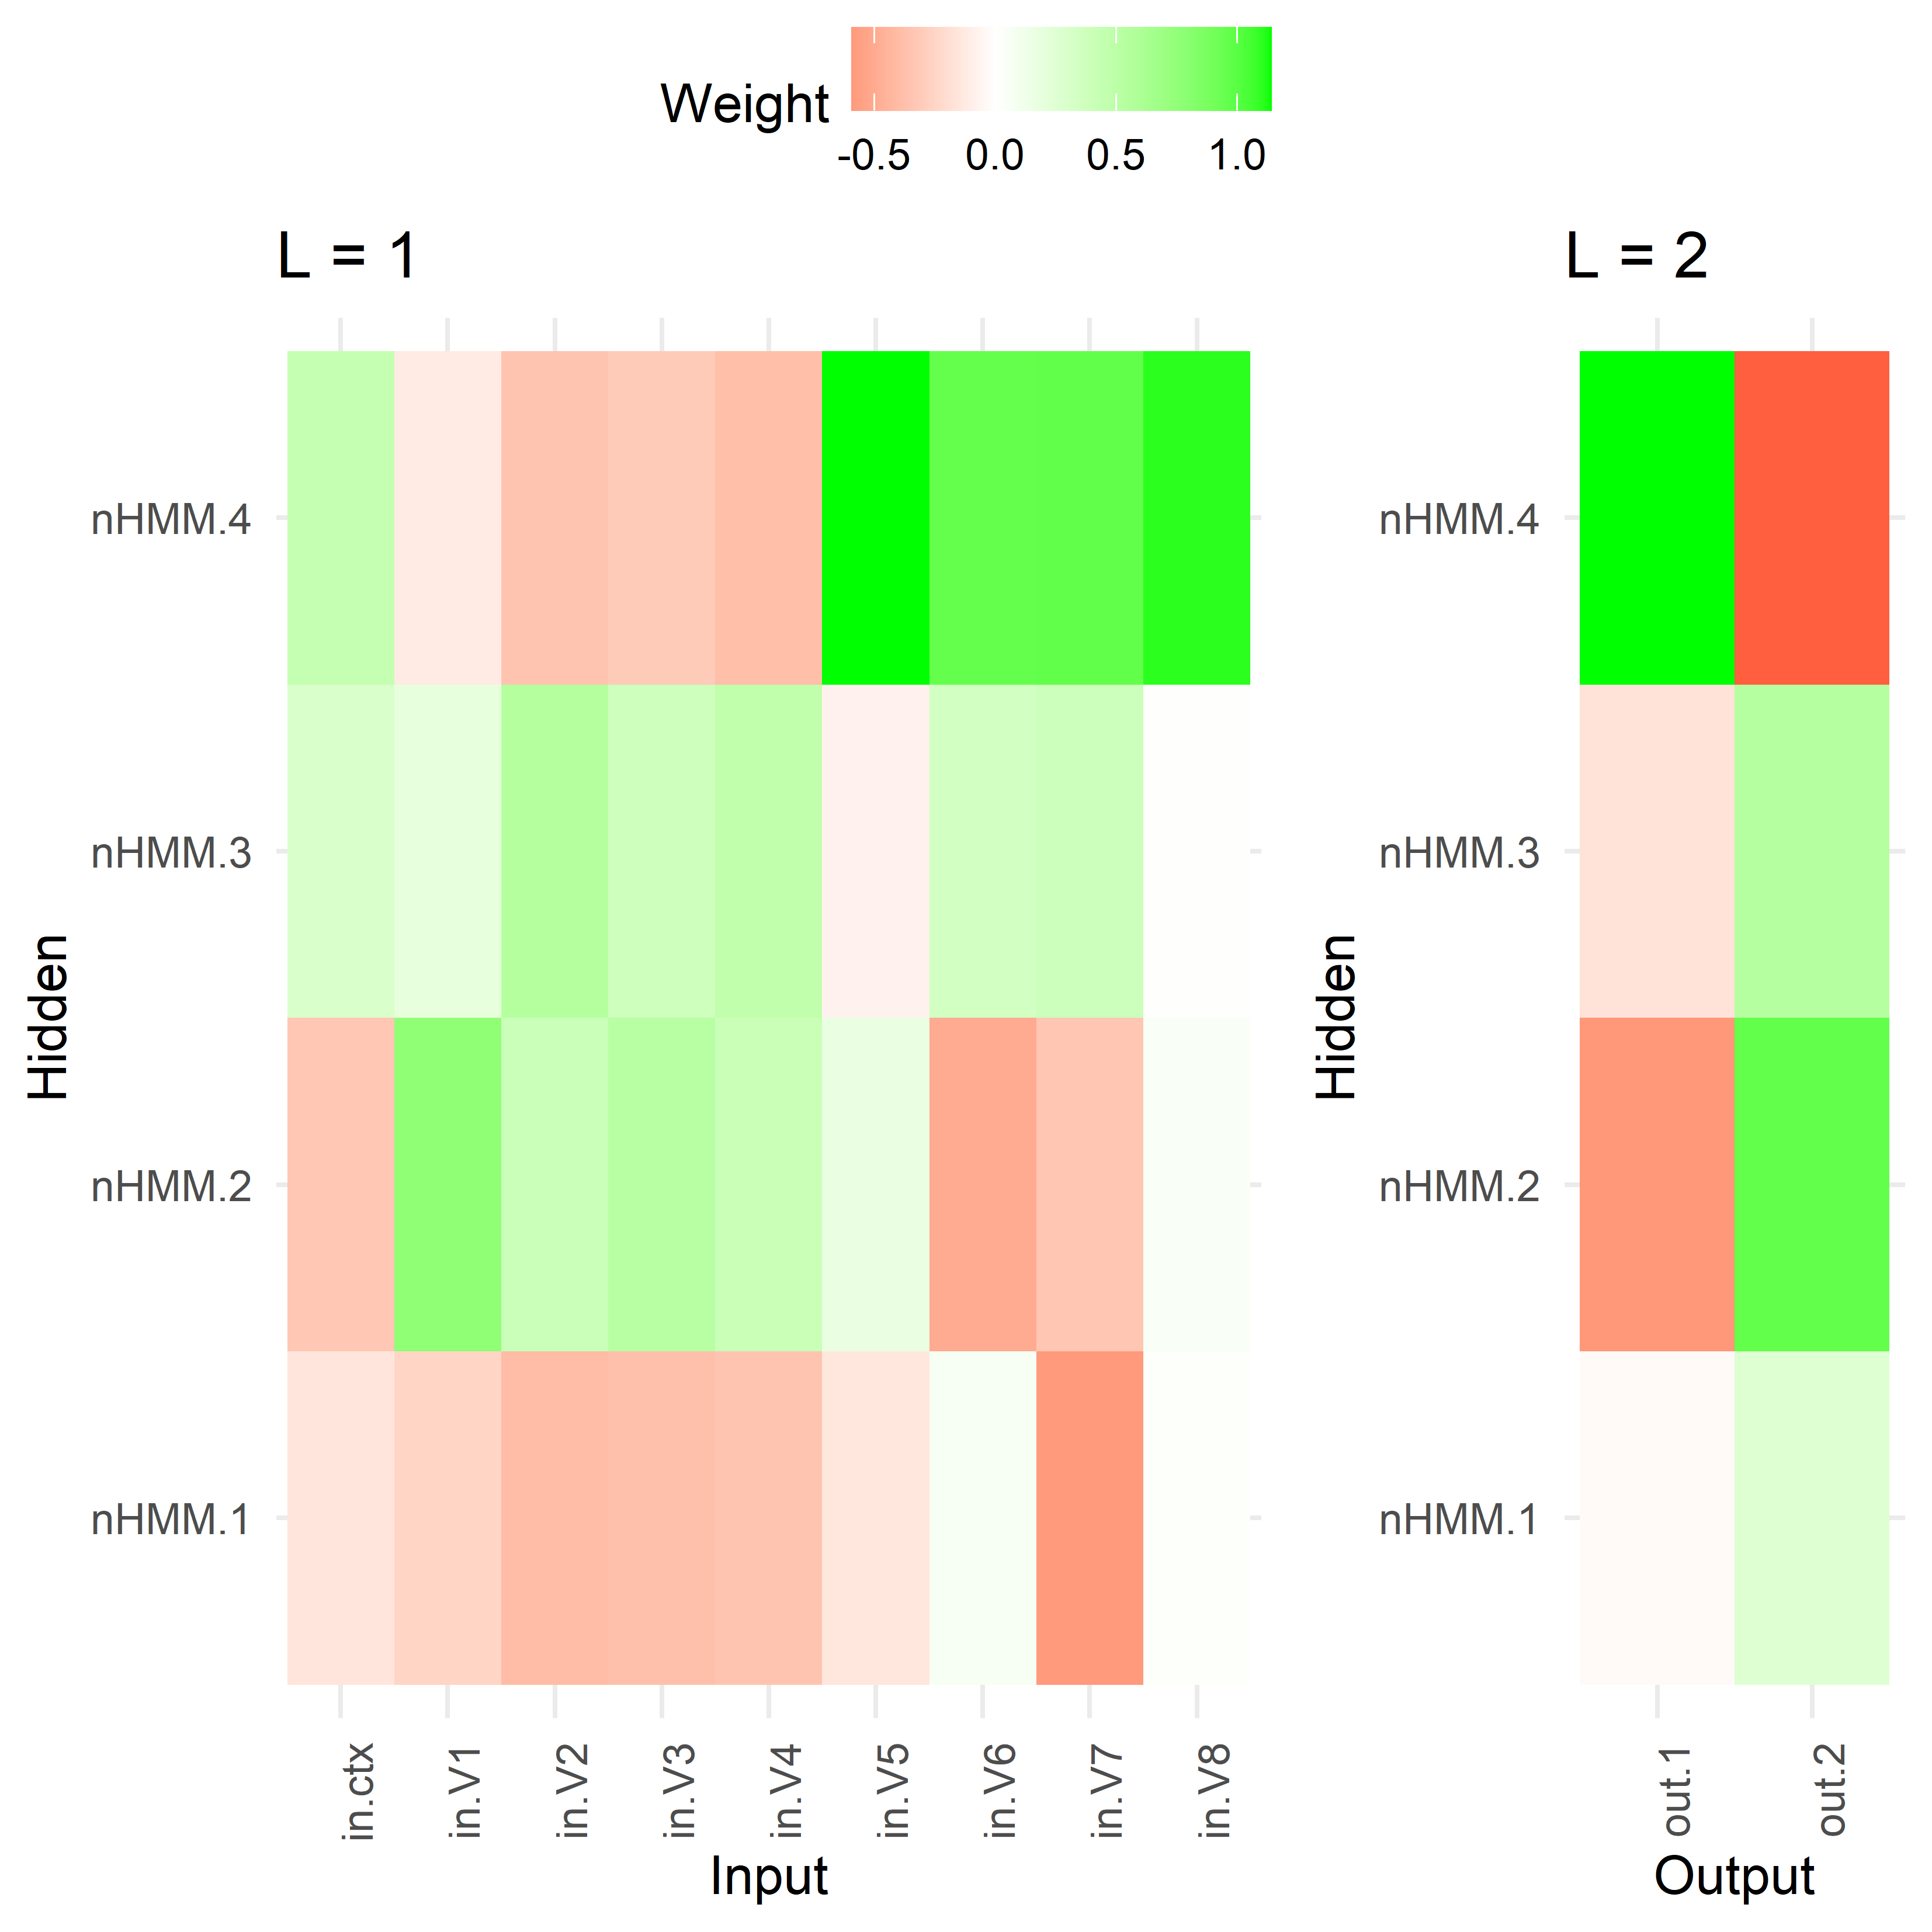 Weight
-0.5 0.0 0.5 1.0
L = 1
nHMM.4
nHMM.3
nHMM.2
nHMM.1
Hidden
in.ctx in.V1 in.V2 in.V3 in.V4 in.V5 in.V6 in.V7 in.V8
Input
L = 2
nHMM.4
nHMM.3
nHMM.2
nHMM.1
Hidden
out.1 out.2
Output